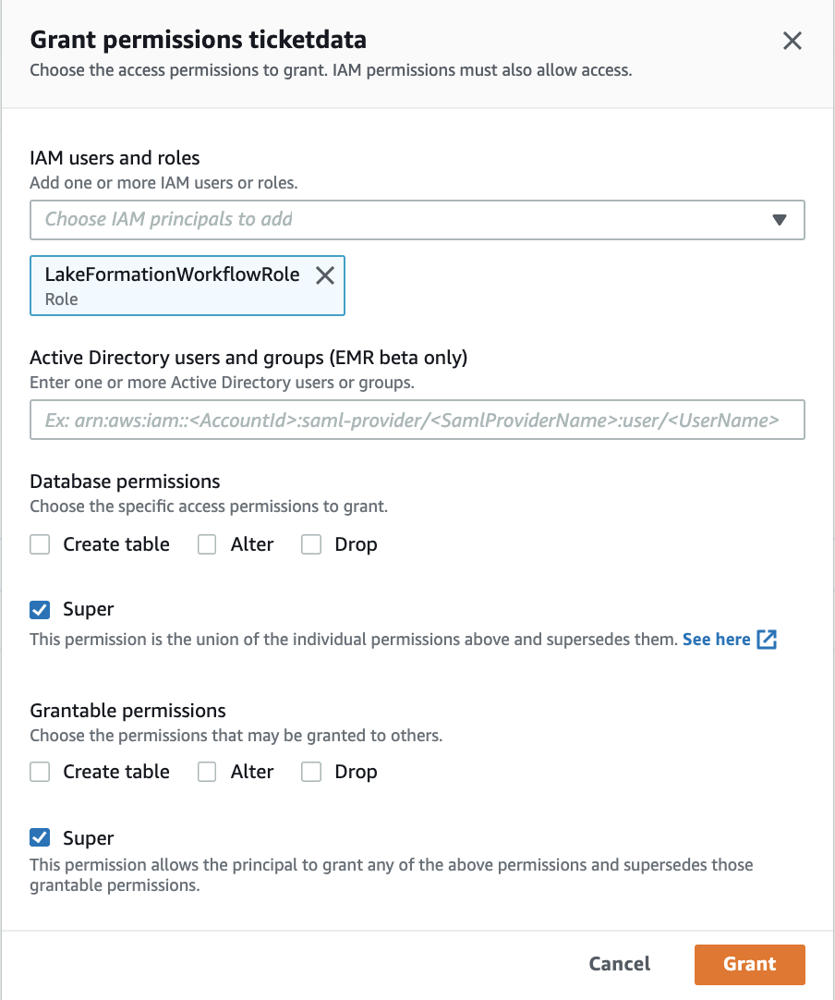 Grant permissions ticketdata
Choose the access permissions to grant. IAM permissions must also allow access.
IAM users and roles
Add one or more IAM users or roles.
Choose IAM principals to add
LakeFormationWorkflowRole
Role
Active Directory users and groups (EMR beta only)
Enter one or more Active Directory users or groups.
Ex: arn:aws:iam::<AccountId>:saml-provider/<SamlProviderName>:user/<UserName>
Database permissions
Choose the specific access permissions to grant.
Create table Alter Drop
Super
This permission is the union of the individual permissions above and supersedes them. See here
Grantable permissions
Choose the permissions that may be granted to others.
Create table Alter Drop
Super
This permission allows the principal to grant any of the above permissions and supersedes those
grantable permissions.
Cancel Grant